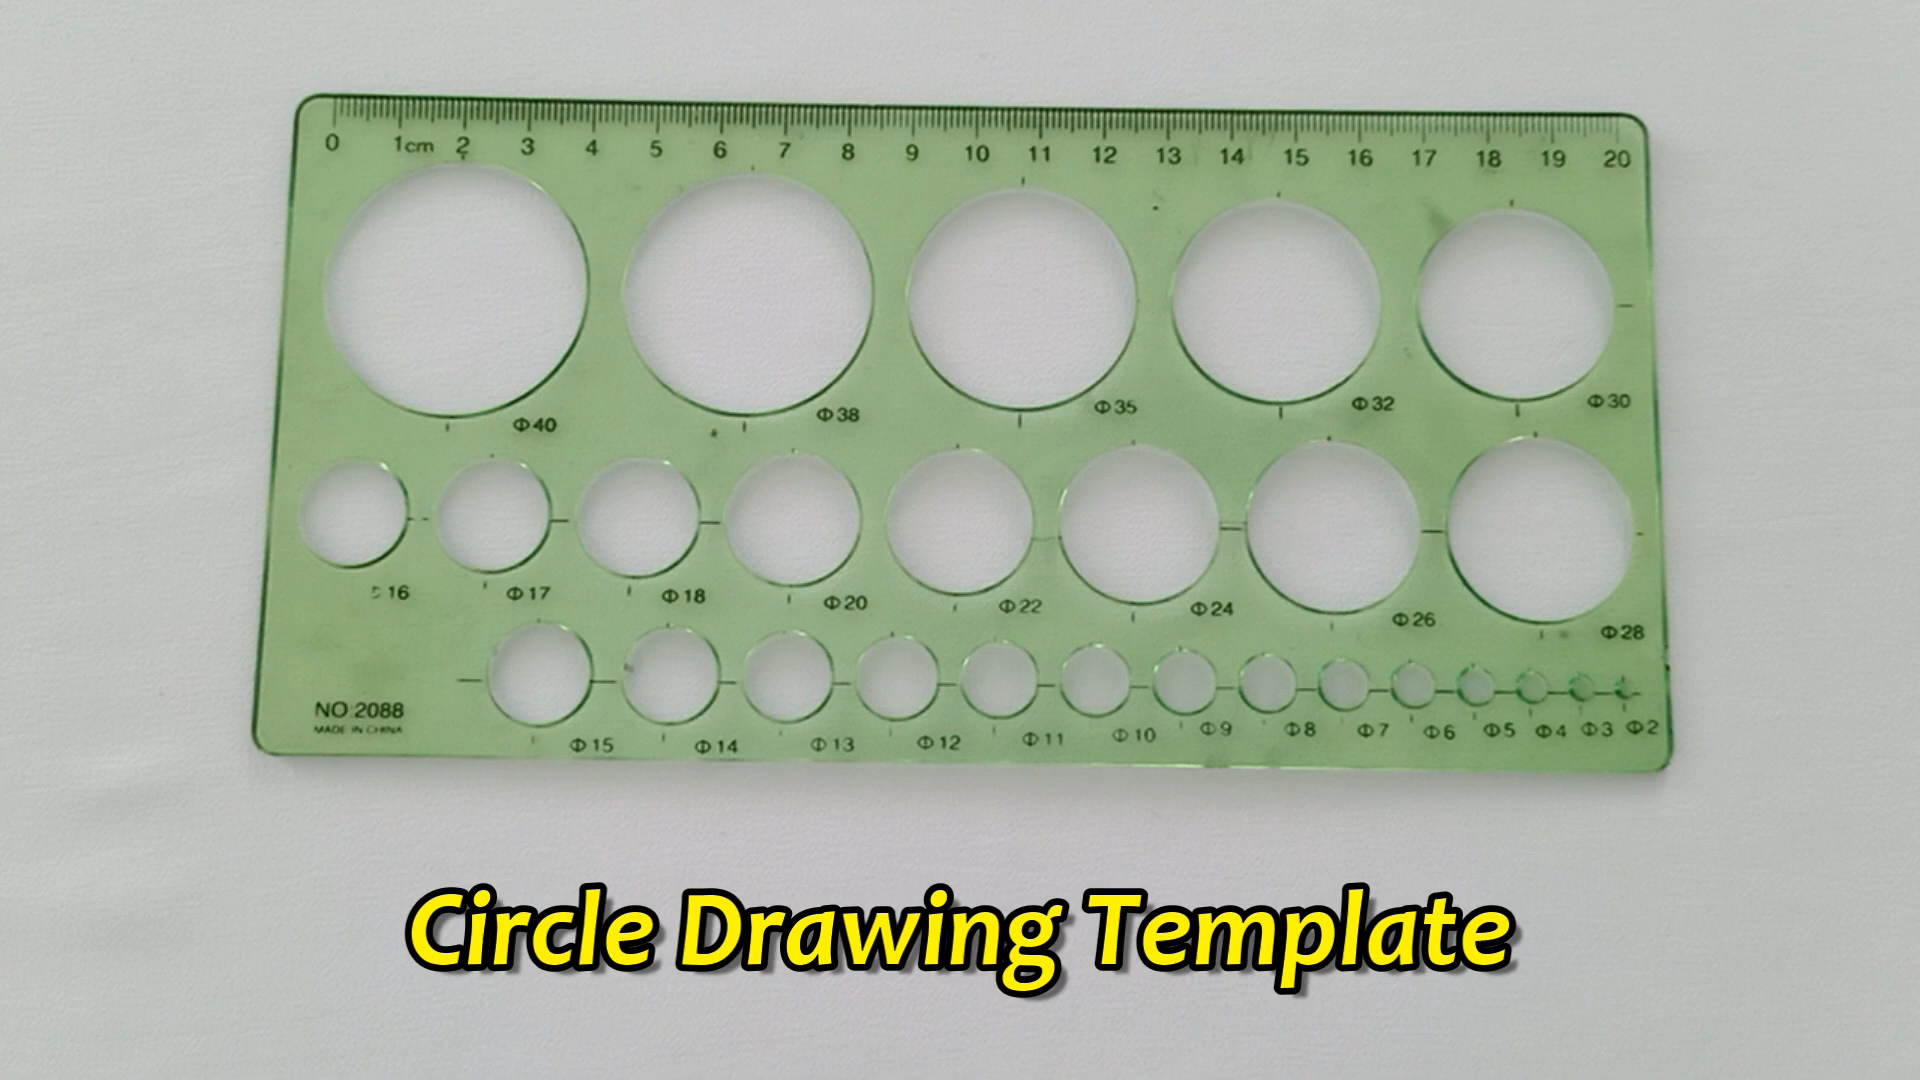 0 1cm 2 3 4 5 6 7 8 9 10 11 12 13 14 15 16 17 18 19 20
Φ40 Φ38 Φ35 Φ32 Φ30
16 Φ17 Φ18 Φ20 Φ22 Φ24 Φ26 Φ28
NO:2088
MADE IN CHINA
Φ15 Φ14 Φ13 Φ12 Φ11 Φ10 Φ9 Φ8 Φ7 Φ6 Φ5 Φ4 Φ3 Φ2
Circle Drawing Template